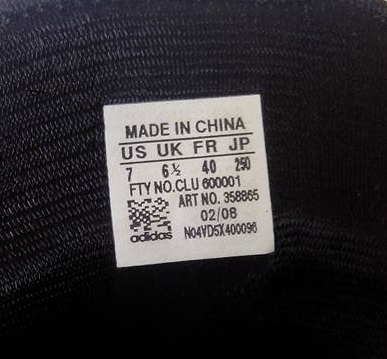 MADE IN CHINA
US UK FR JP
7 6½ 40 250
FTY NO.CLU 600001
ART NO. 358865
02/08
adidas N04YD5X400096